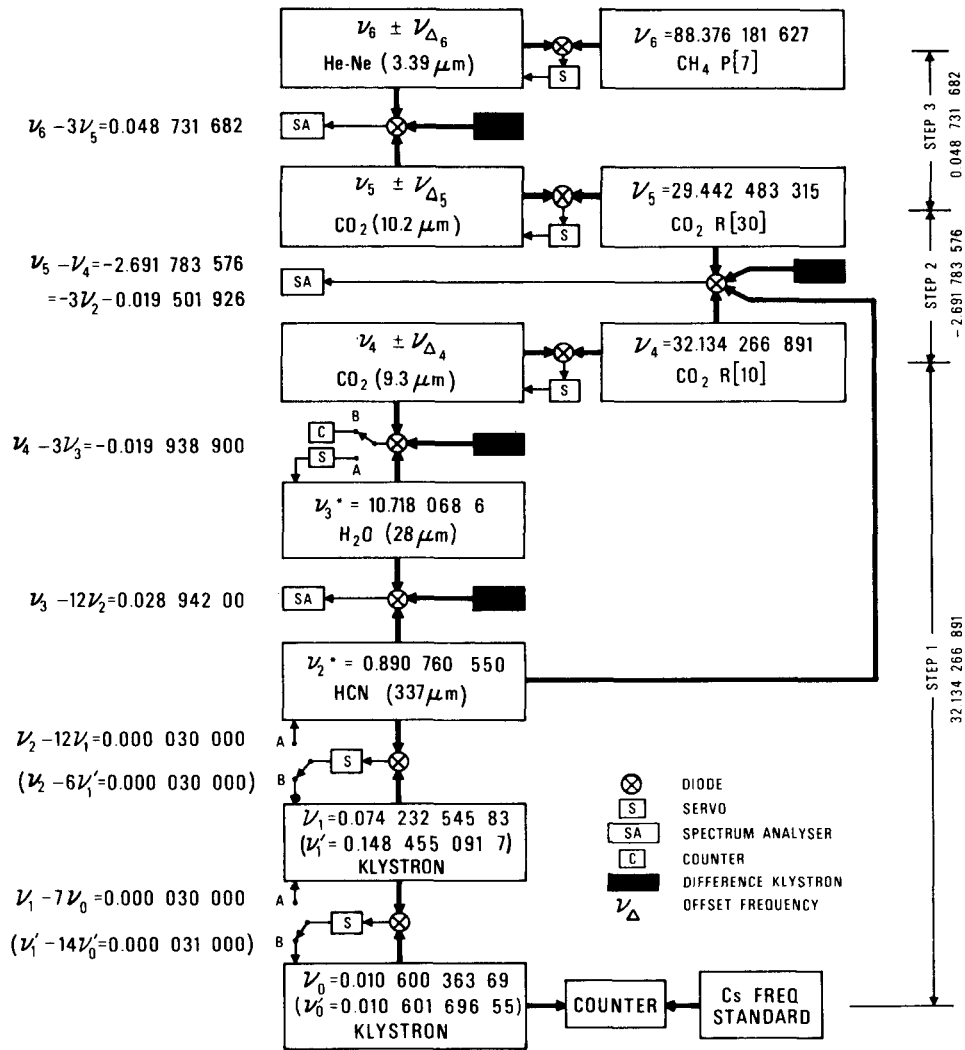 ν₆ ± ν_Δ₆
He-Ne (3.39 μm)
S
ν₆=88.376 181 627
CH₄ P[7]
ν₆ −3ν₅=0.048 731 682
SA
ν₅ ± ν_Δ₅
CO₂ (10.2 μm)
S
ν₅=29.442 483 315
CO₂ R[30]
ν₅ −ν₄=−2.691 783 576
=−3ν₂−0.019 501 926
SA
ν₄ ± ν_Δ₄
CO₂ (9.3 μm)
S
ν₄=32.134 266 891
CO₂ R[10]
ν₄ −3ν₃=−0.019 938 900
C
B
S
A
ν₃* = 10.718 068 6
H₂O (28 μm)
ν₃ −12ν₂=0.028 942 00
SA
ν₂* = 0.890 760 550
HCN (337 μm)
ν₂ −12ν₁=0.000 030 000
A
(ν₂ −6ν₁′=0.000 030 000)
B
S
ν₁=0.074 232 545 83
(ν₁′=0.148 455 091 7)
KLYSTRON
ν₁ −7ν₀=0.000 030 000
A
(ν₁′−14ν₀′=0.000 031 000)
B
S
ν₀=0.010 600 363 69
(ν₀′=0.010 601 696 55)
KLYSTRON
COUNTER
Cs FREQ
STANDARD
DIODE
S
SERVO
SA
SPECTRUM ANALYSER
C
COUNTER
DIFFERENCE KLYSTRON
ν_Δ
OFFSET FREQUENCY
STEP 3
0.048 731 682
STEP 2
−2.691 783 576
STEP 1
32.134 266 891